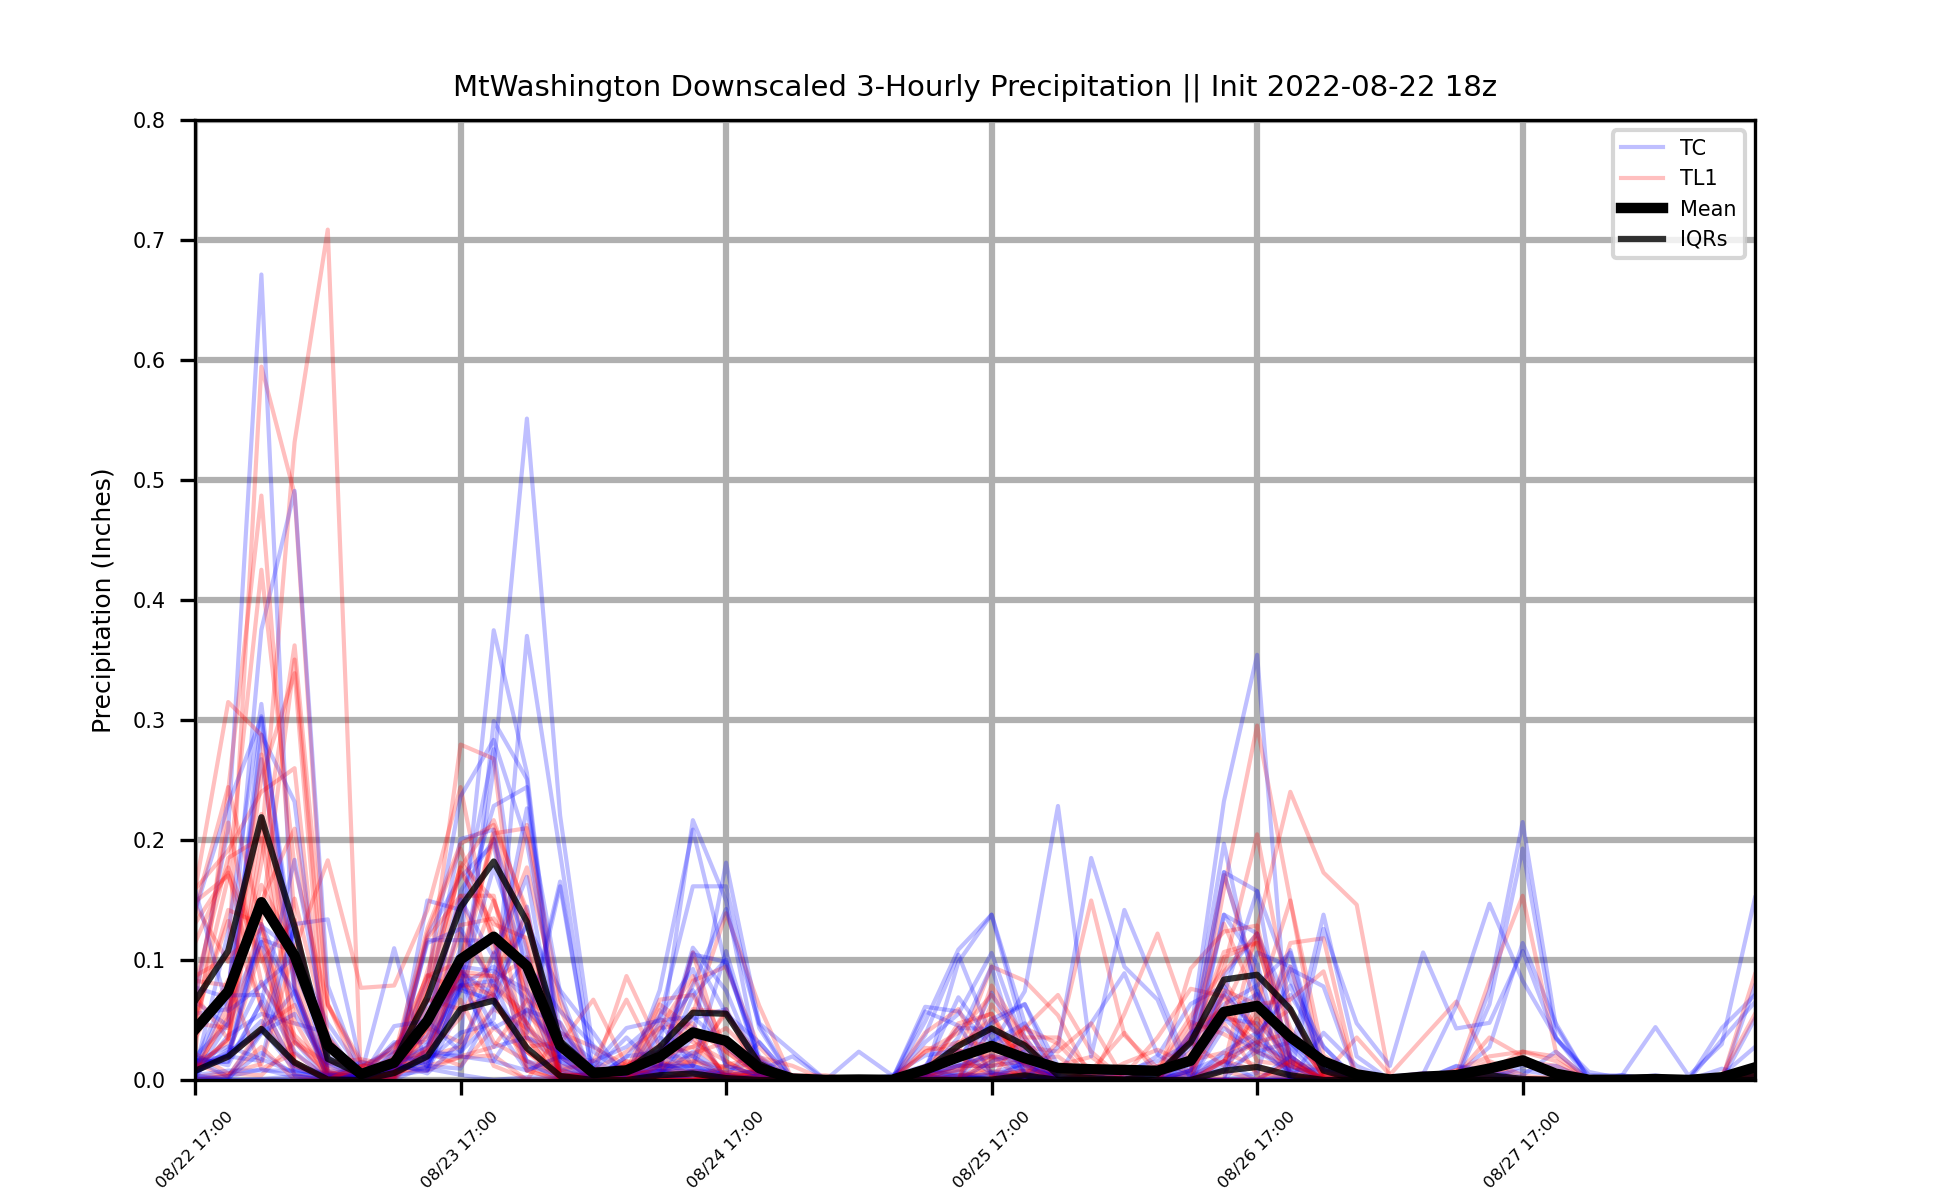 MtWashington Downscaled 3-Hourly Precipitation || Init 2022-08-22 18z
TC
TL1
Mean
IQRs
Precipitation (Inches)
0.8
0.7
0.6
0.5
0.4
0.3
0.2
0.1
0.0
08/22 17:00
08/23 17:00
08/24 17:00
08/25 17:00
08/26 17:00
08/27 17:00